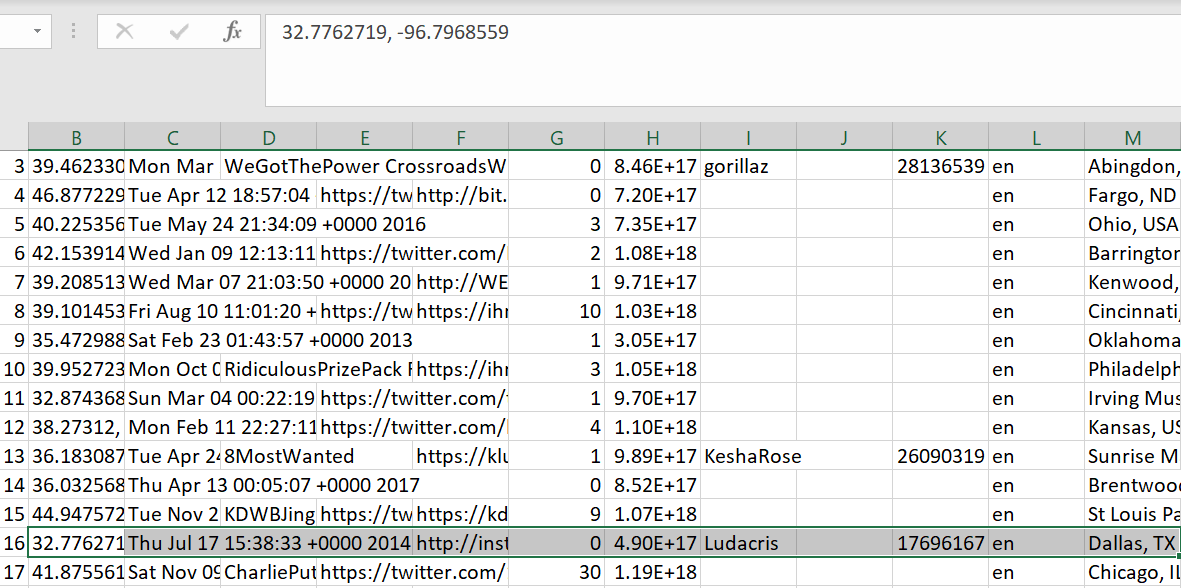 fx 32.7762719, -96.7968559
B C D E F G H I J K L M
3 39.462330 Mon Mar WeGotThePower CrossroadsW 0 8.46E+17 gorillaz 28136539 en Abingdon,
4 46.877229 Tue Apr 12 18:57:04 https://tw http://bit. 0 7.20E+17 en Fargo, ND
5 40.225356 Tue May 24 21:34:09 +0000 2016 3 7.35E+17 en Ohio, USA
6 42.153914 Wed Jan 09 12:13:11 https://twitter.com/ 2 1.08E+18 en Barrington
7 39.208513 Wed Mar 07 21:03:50 +0000 20 http://WE 1 9.71E+17 en Kenwood,
8 39.101453 Fri Aug 10 11:01:20 + https://tw https://ihr 10 1.03E+18 en Cincinnati,
9 35.472988 Sat Feb 23 01:43:57 +0000 2013 1 3.05E+17 en Oklahoma
10 39.952723 Mon Oct 0 RidiculousPrizePack https://ihr 3 1.05E+18 en Philadelph
11 32.874368 Sun Mar 04 00:22:19 https://twitter.com/ 1 9.70E+17 en Irving Mus
12 38.27312, Mon Feb 11 22:27:11 https://twitter.com/ 4 1.10E+18 en Kansas, US
13 36.183087 Tue Apr 24 8MostWanted https://klu 1 9.89E+17 KeshaRose 26090319 en Sunrise M
14 36.032568 Thu Apr 13 00:05:07 +0000 2017 0 8.52E+17 en Brentwood
15 44.947572 Tue Nov 2 KDWBJing https://tw https://kd 9 1.07E+18 en St Louis Pa
16 32.776271 Thu Jul 17 15:38:33 +0000 2014 http://inst 0 4.90E+17 Ludacris 17696167 en Dallas, TX
17 41.875561 Sat Nov 09 CharliePut https://twitter.com/ 30 1.19E+18 en Chicago, IL